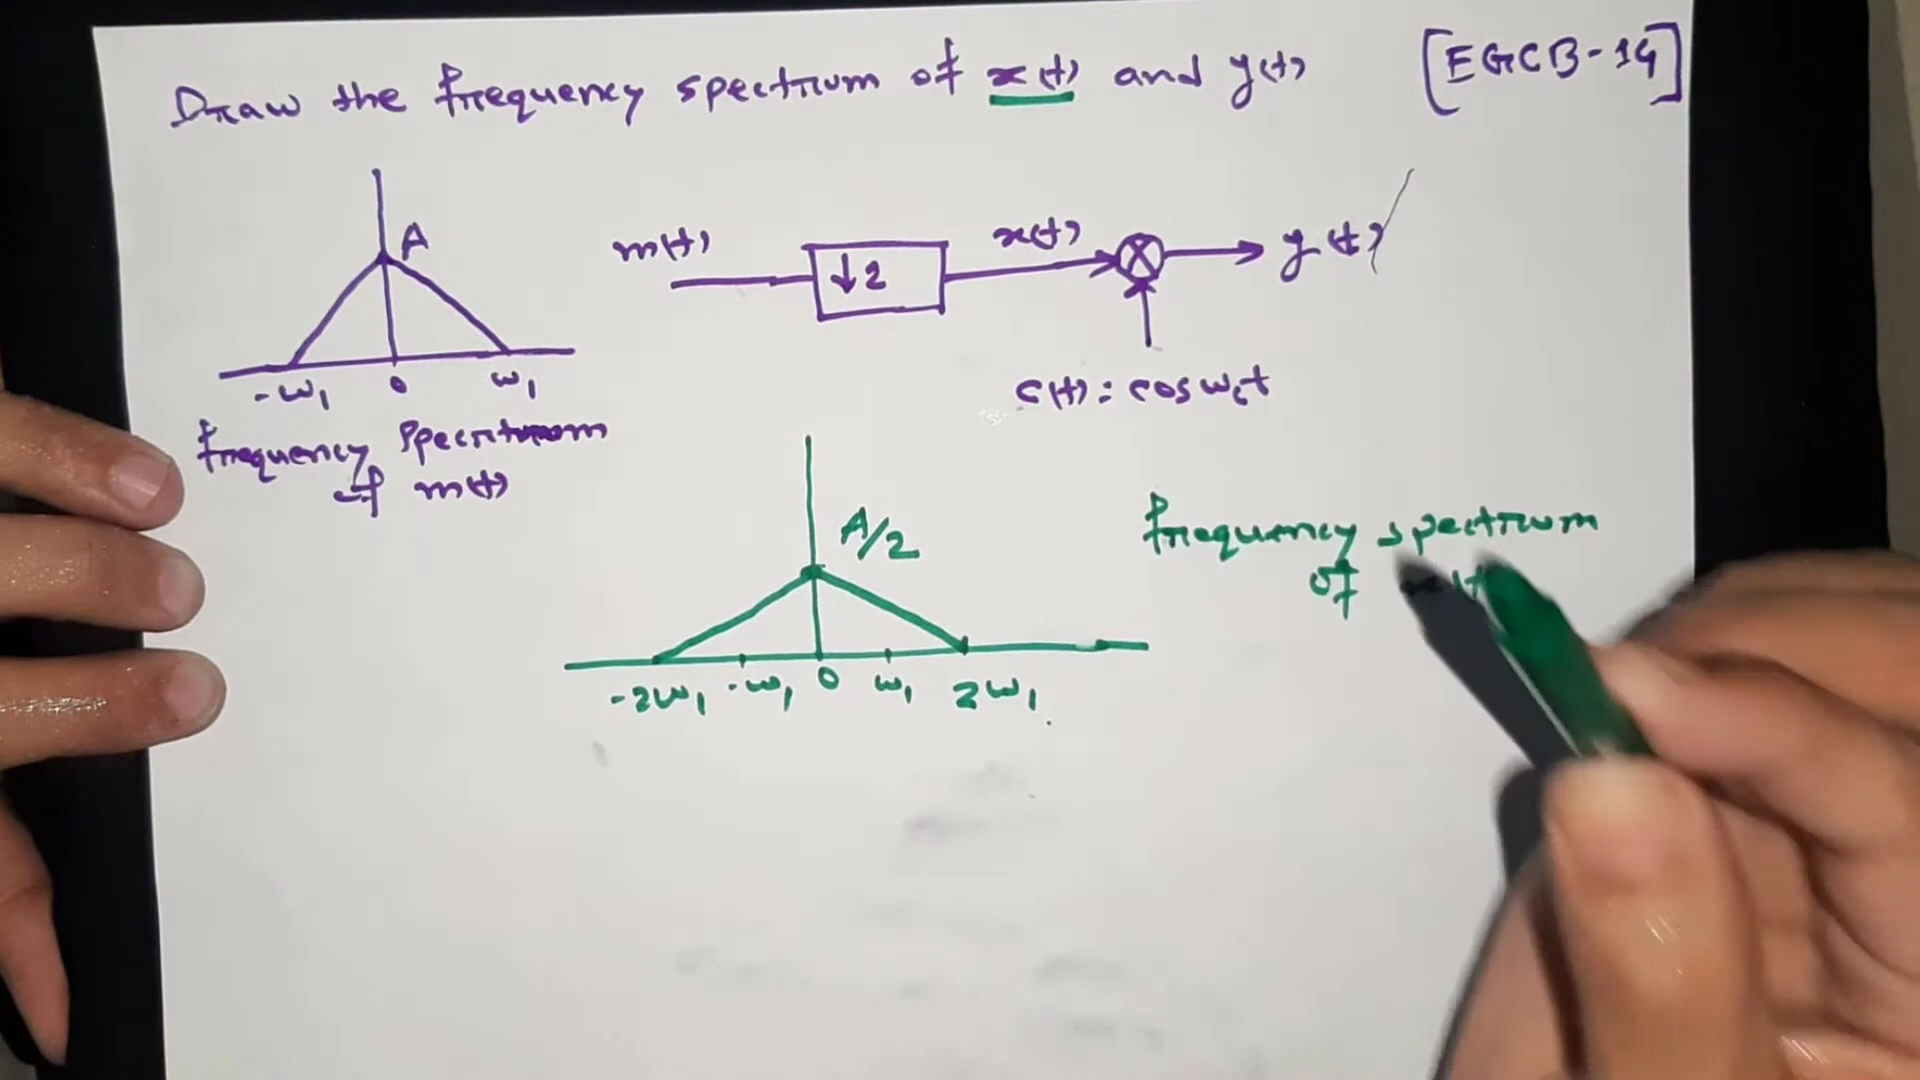 Draw the frequency spectrum of x(t) and y(t) [EGCB-14]
A
-ω₁ 0 ω₁
frequency spectrum
of m(t)
m(t) ↓2 x(t) y(t)
c(t) = cos ω_c t
A/2
-2ω₁ -ω₁ 0 ω₁ 2ω₁
frequency spectrum
of